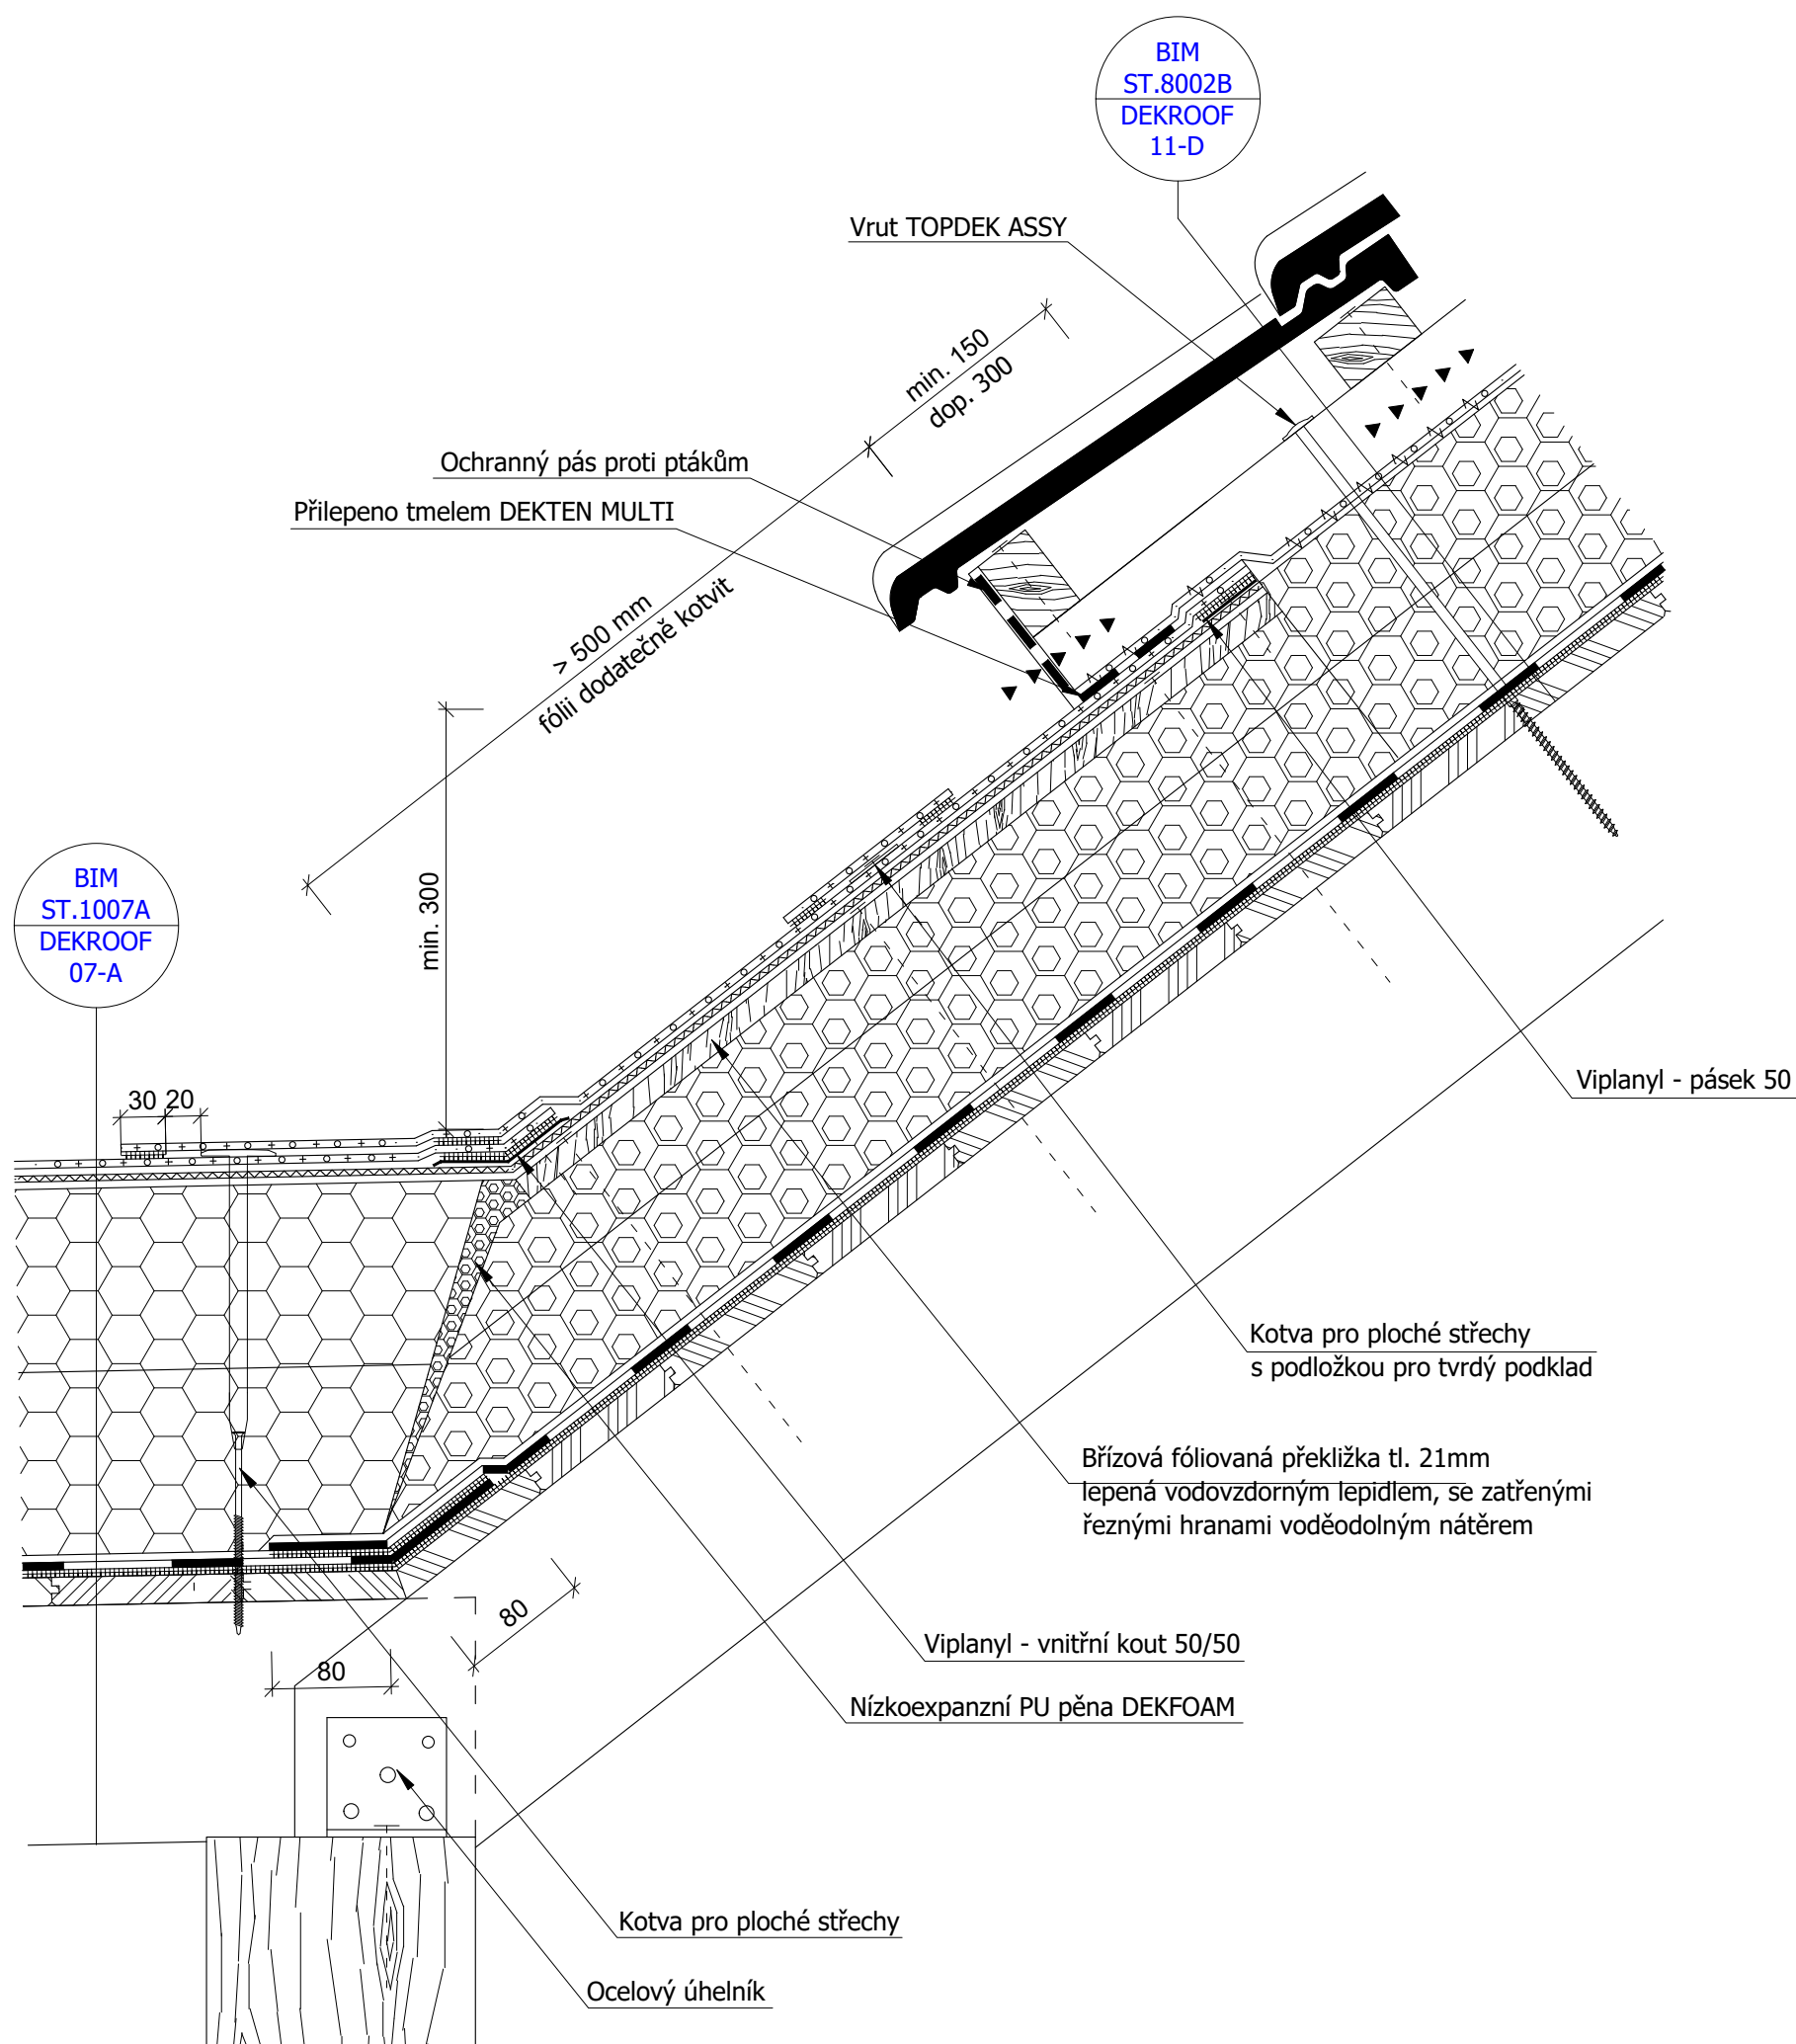 BIM
ST.8002B
DEKROOF
11-D
Vrut TOPDEK ASSY
min. 150
dop. 300
Ochranný pás proti ptákům
Přilepeno tmelem DEKTEN MULTI
> 500 mm
fólii dodatečně kotvit
min. 300
BIM
ST.1007A
DEKROOF
07-A
30 20
Viplanyl - pásek 50
Kotva pro ploché střechy
s podložkou pro tvrdý podklad
Břízová fóliovaná překližka tl. 21mm
lepená vodovzdorným lepidlem, se zatřenými
řeznými hranami voděodolným nátěrem
80
80
Viplanyl - vnitřní kout 50/50
Nízkoexpanzní PU pěna DEKFOAM
Kotva pro ploché střechy
Ocelový úhelník